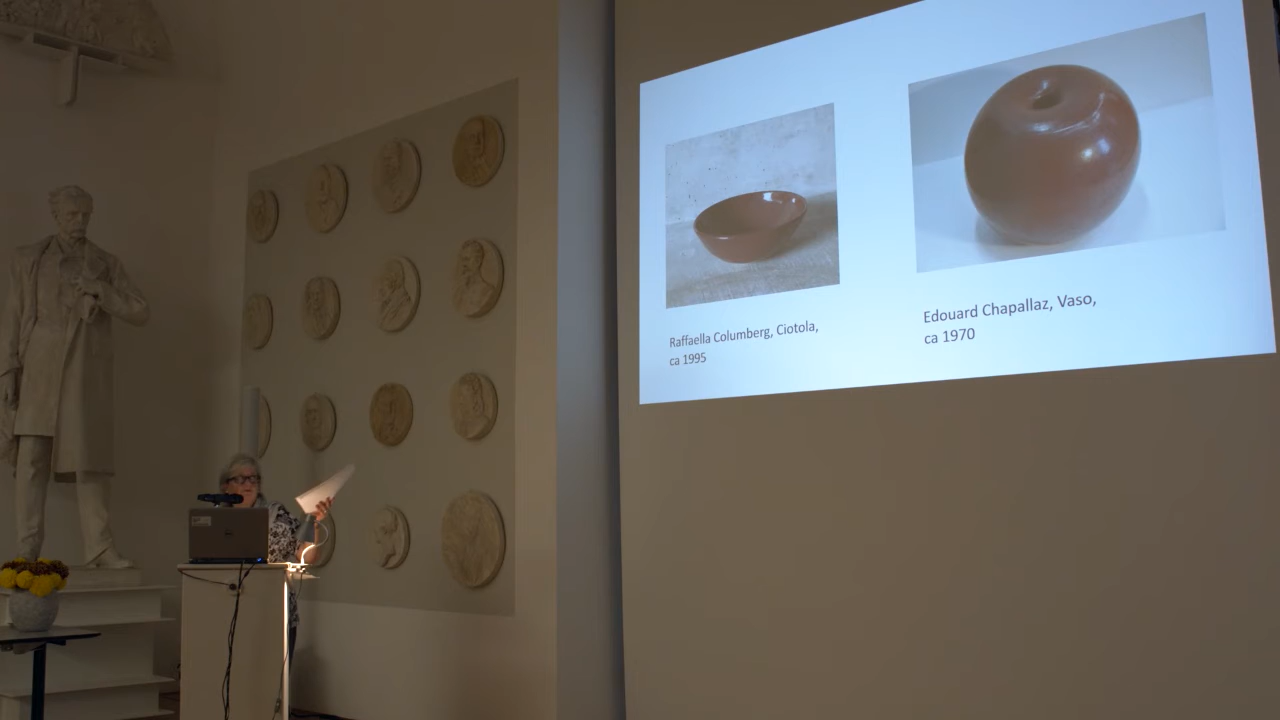 Raffaella Columberg, Ciotola,
ca 1995
Edouard Chapallaz, Vaso,
ca 1970